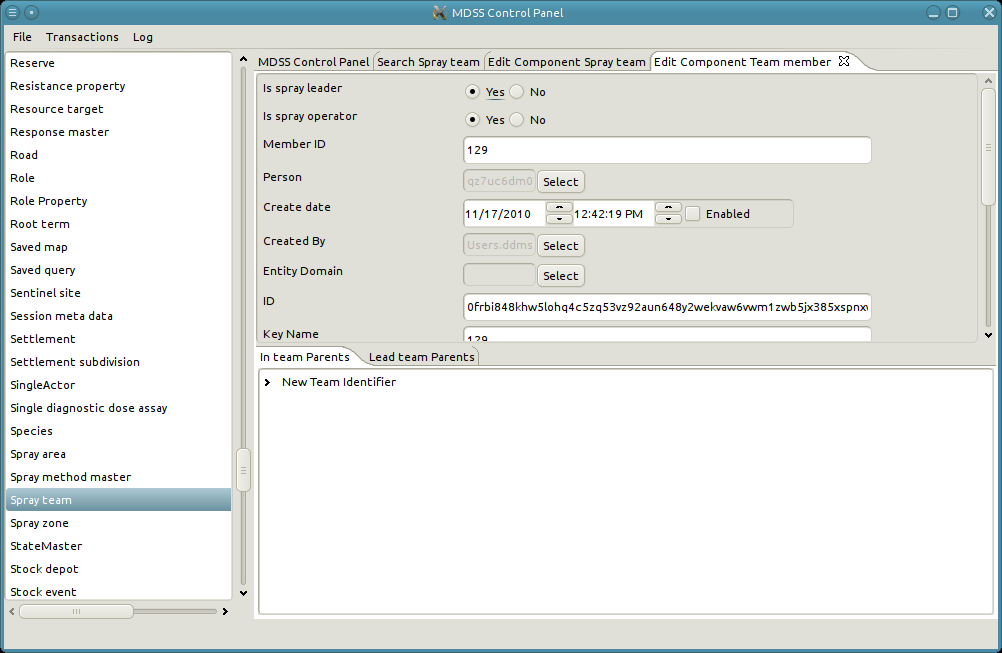 MDSS Control Panel
File Transactions Log
Reserve
Resistance property
Resource target
Response master
Road
Role
Role Property
Root term
Saved map
Saved query
Sentinel site
Session meta data
Settlement
Settlement subdivision
SingleActor
Single diagnostic dose assay
Species
Spray area
Spray method master
Spray team
Spray zone
StateMaster
Stock depot
Stock event
MDSS Control Panel Search Spray team Edit Component Spray team Edit Component Team member
Is spray leader Yes No
Is spray operator Yes No
Member ID 129
Person qz7uc6dm0 Select
Create date 11/17/2010 12:42:19 PM Enabled
Created By Users.ddms Select
Entity Domain Select
ID 0frbi848khw5lohq4c5zq53vz92aun648y2wekvaw6vwm1zwb5jx385xspnx
Key Name 129
In team Parents Lead team Parents
New Team Identifier